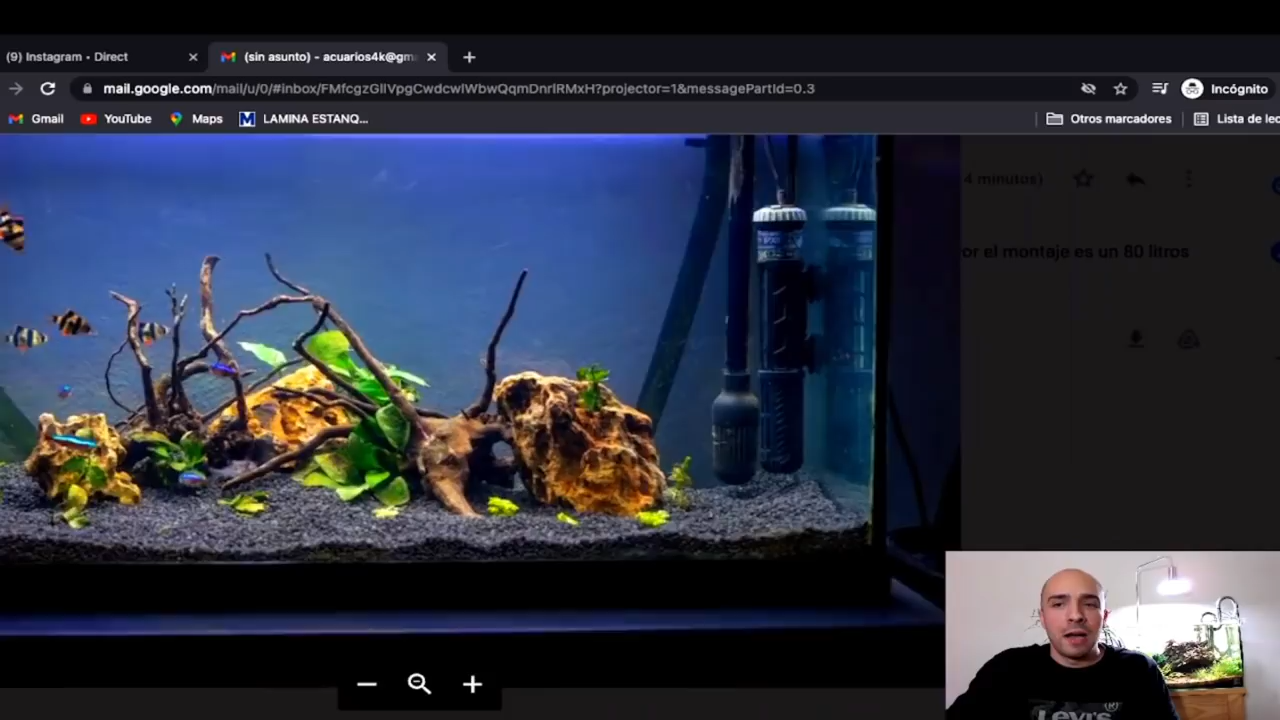 (9) Instagram • Direct
(sin asunto) - acuarios4k@gm
mail.google.com/mail/u/0/#inbox/FMfcgzGllVpgCwdcwlWbwQqmDnrlRMxH?projector=1&messagePartId=0.3
Incógnito
Gmail
YouTube
Maps
LAMINA ESTANQ...
Otros marcadores
Lista de lec
4 minutos)
or el montaje es un 80 litros
Levi's